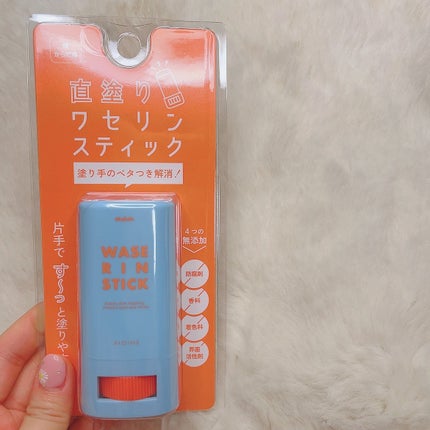 直塗り
ワセリン
スティック
塗り手のベタつき解消！
4つの
無添加
防腐剤
香料
着色料
界面
活性剤
片手で す〜っと塗りや
WASE
RIN
STICK